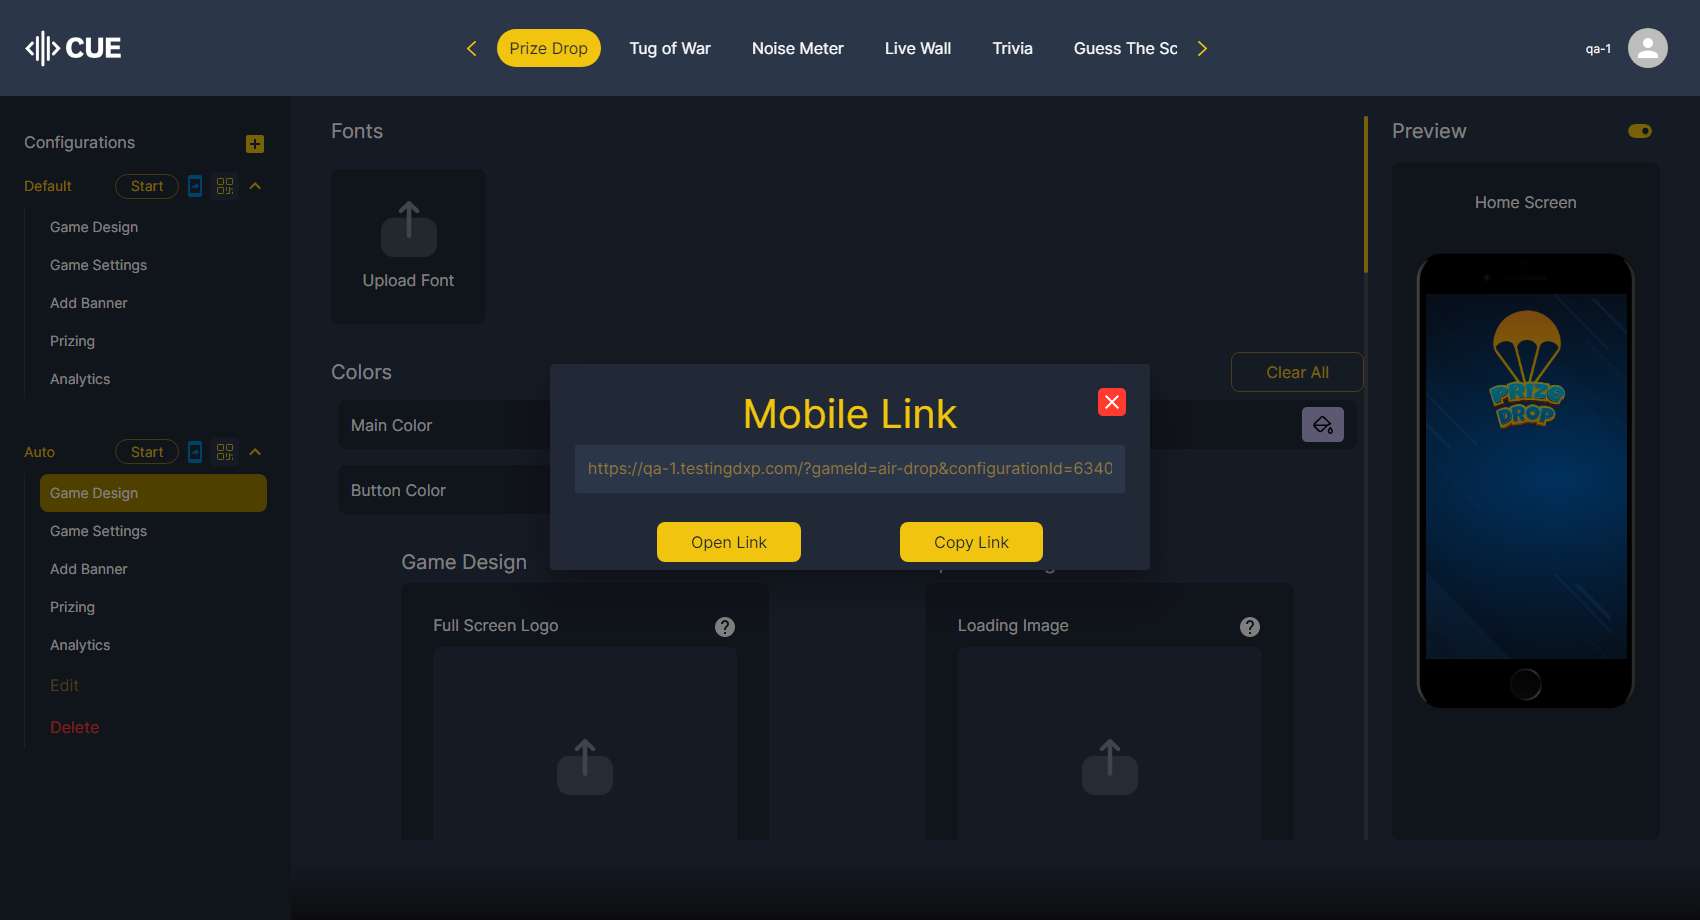 CUE
Prize Drop
Tug of War
Noise Meter
Live Wall
Trivia
Guess The Sc
qa-1
Configurations
Default
Start
Game Design
Game Settings
Add Banner
Prizing
Analytics
Auto
Start
Game Design
Game Settings
Add Banner
Prizing
Analytics
Edit
Delete
Fonts
Upload Font
Colors
Clear All
Main Color
Button Color
Mobile Link
https://qa-1.testingdxp.com/?gameId=air-drop&configurationId=6340
Open Link
Copy Link
Game Design
Full Screen Logo
Loading Image
Preview
Home Screen
PRIZE
DROP